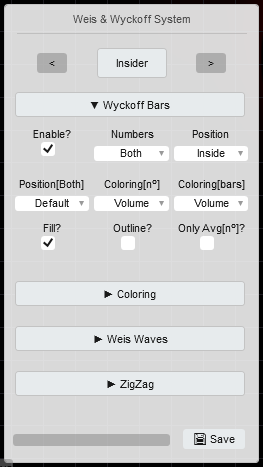 Weis & Wyckoff System
< Insider >
▼ Wyckoff Bars
Enable? Numbers Position
Both Inside
Position[Both] Coloring[nº] Coloring[bars]
Default Volume Volume
Fill? Outline? Only Avg[nº]?
► Coloring
► Weis Waves
► ZigZag
Save